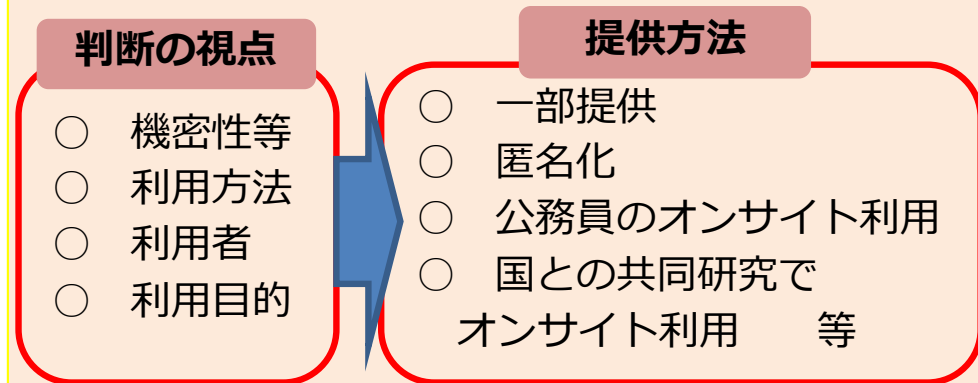 判断の視点
○ 機密性等
○ 利用方法
○ 利用者
○ 利用目的
提供方法
○ 一部提供
○ 匿名化
○ 公務員のオンサイト利用
○ 国との共同研究で
オンサイト利用　等